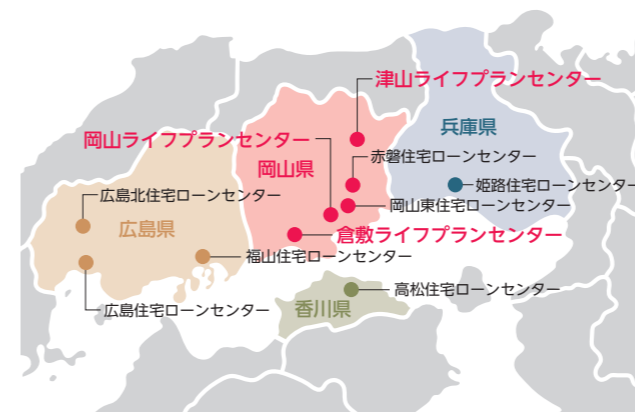 津山ライフプランセンター
兵庫県
岡山ライフプランセンター
赤磐住宅ローンセンター
岡山県
姫路住宅ローンセンター
広島北住宅ローンセンター
岡山東住宅ローンセンター
広島県
倉敷ライフプランセンター
福山住宅ローンセンター
高松住宅ローンセンター
広島住宅ローンセンター
香川県